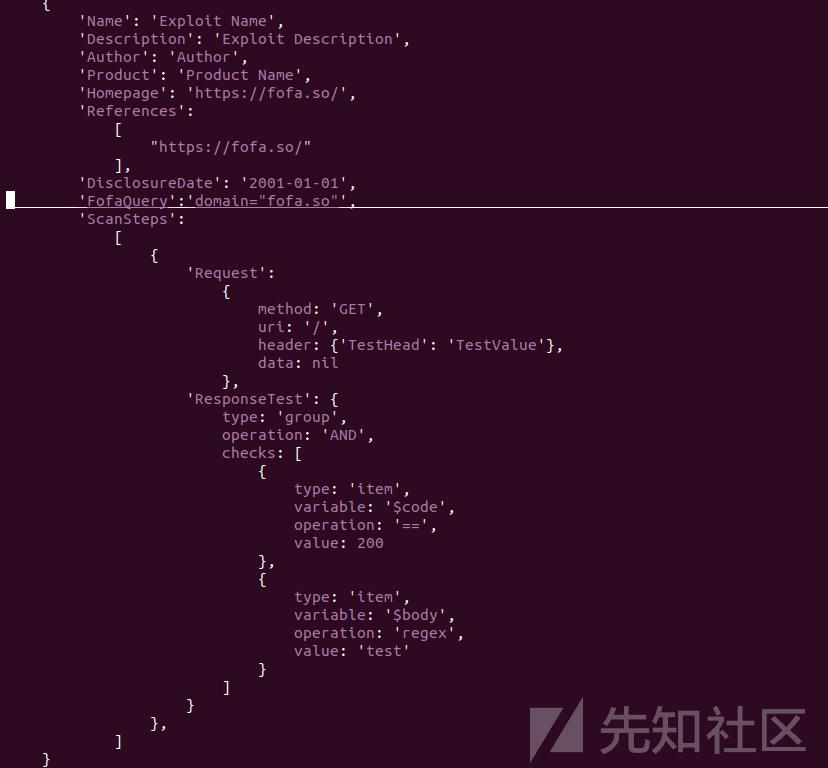 {
'Name': 'Exploit Name',
'Description': 'Exploit Description',
'Author': 'Author',
'Product': 'Product Name',
'Homepage': 'https://fofa.so/',
'References':
[
"https://fofa.so/"
],
'DisclosureDate': '2001-01-01',
'FofaQuery':'domain="fofa.so"',
'ScanSteps':
[
{
'Request':
{
method: 'GET',
uri: '/',
header: {'TestHead': 'TestValue'},
data: nil
},
'ResponseTest': {
type: 'group',
operation: 'AND',
checks: [
{
type: 'item',
variable: '$code',
operation: '==',
value: 200
},
{
type: 'item',
variable: '$body',
operation: 'regex',
value: 'test'
}
]
}
},
]
}
先知社区